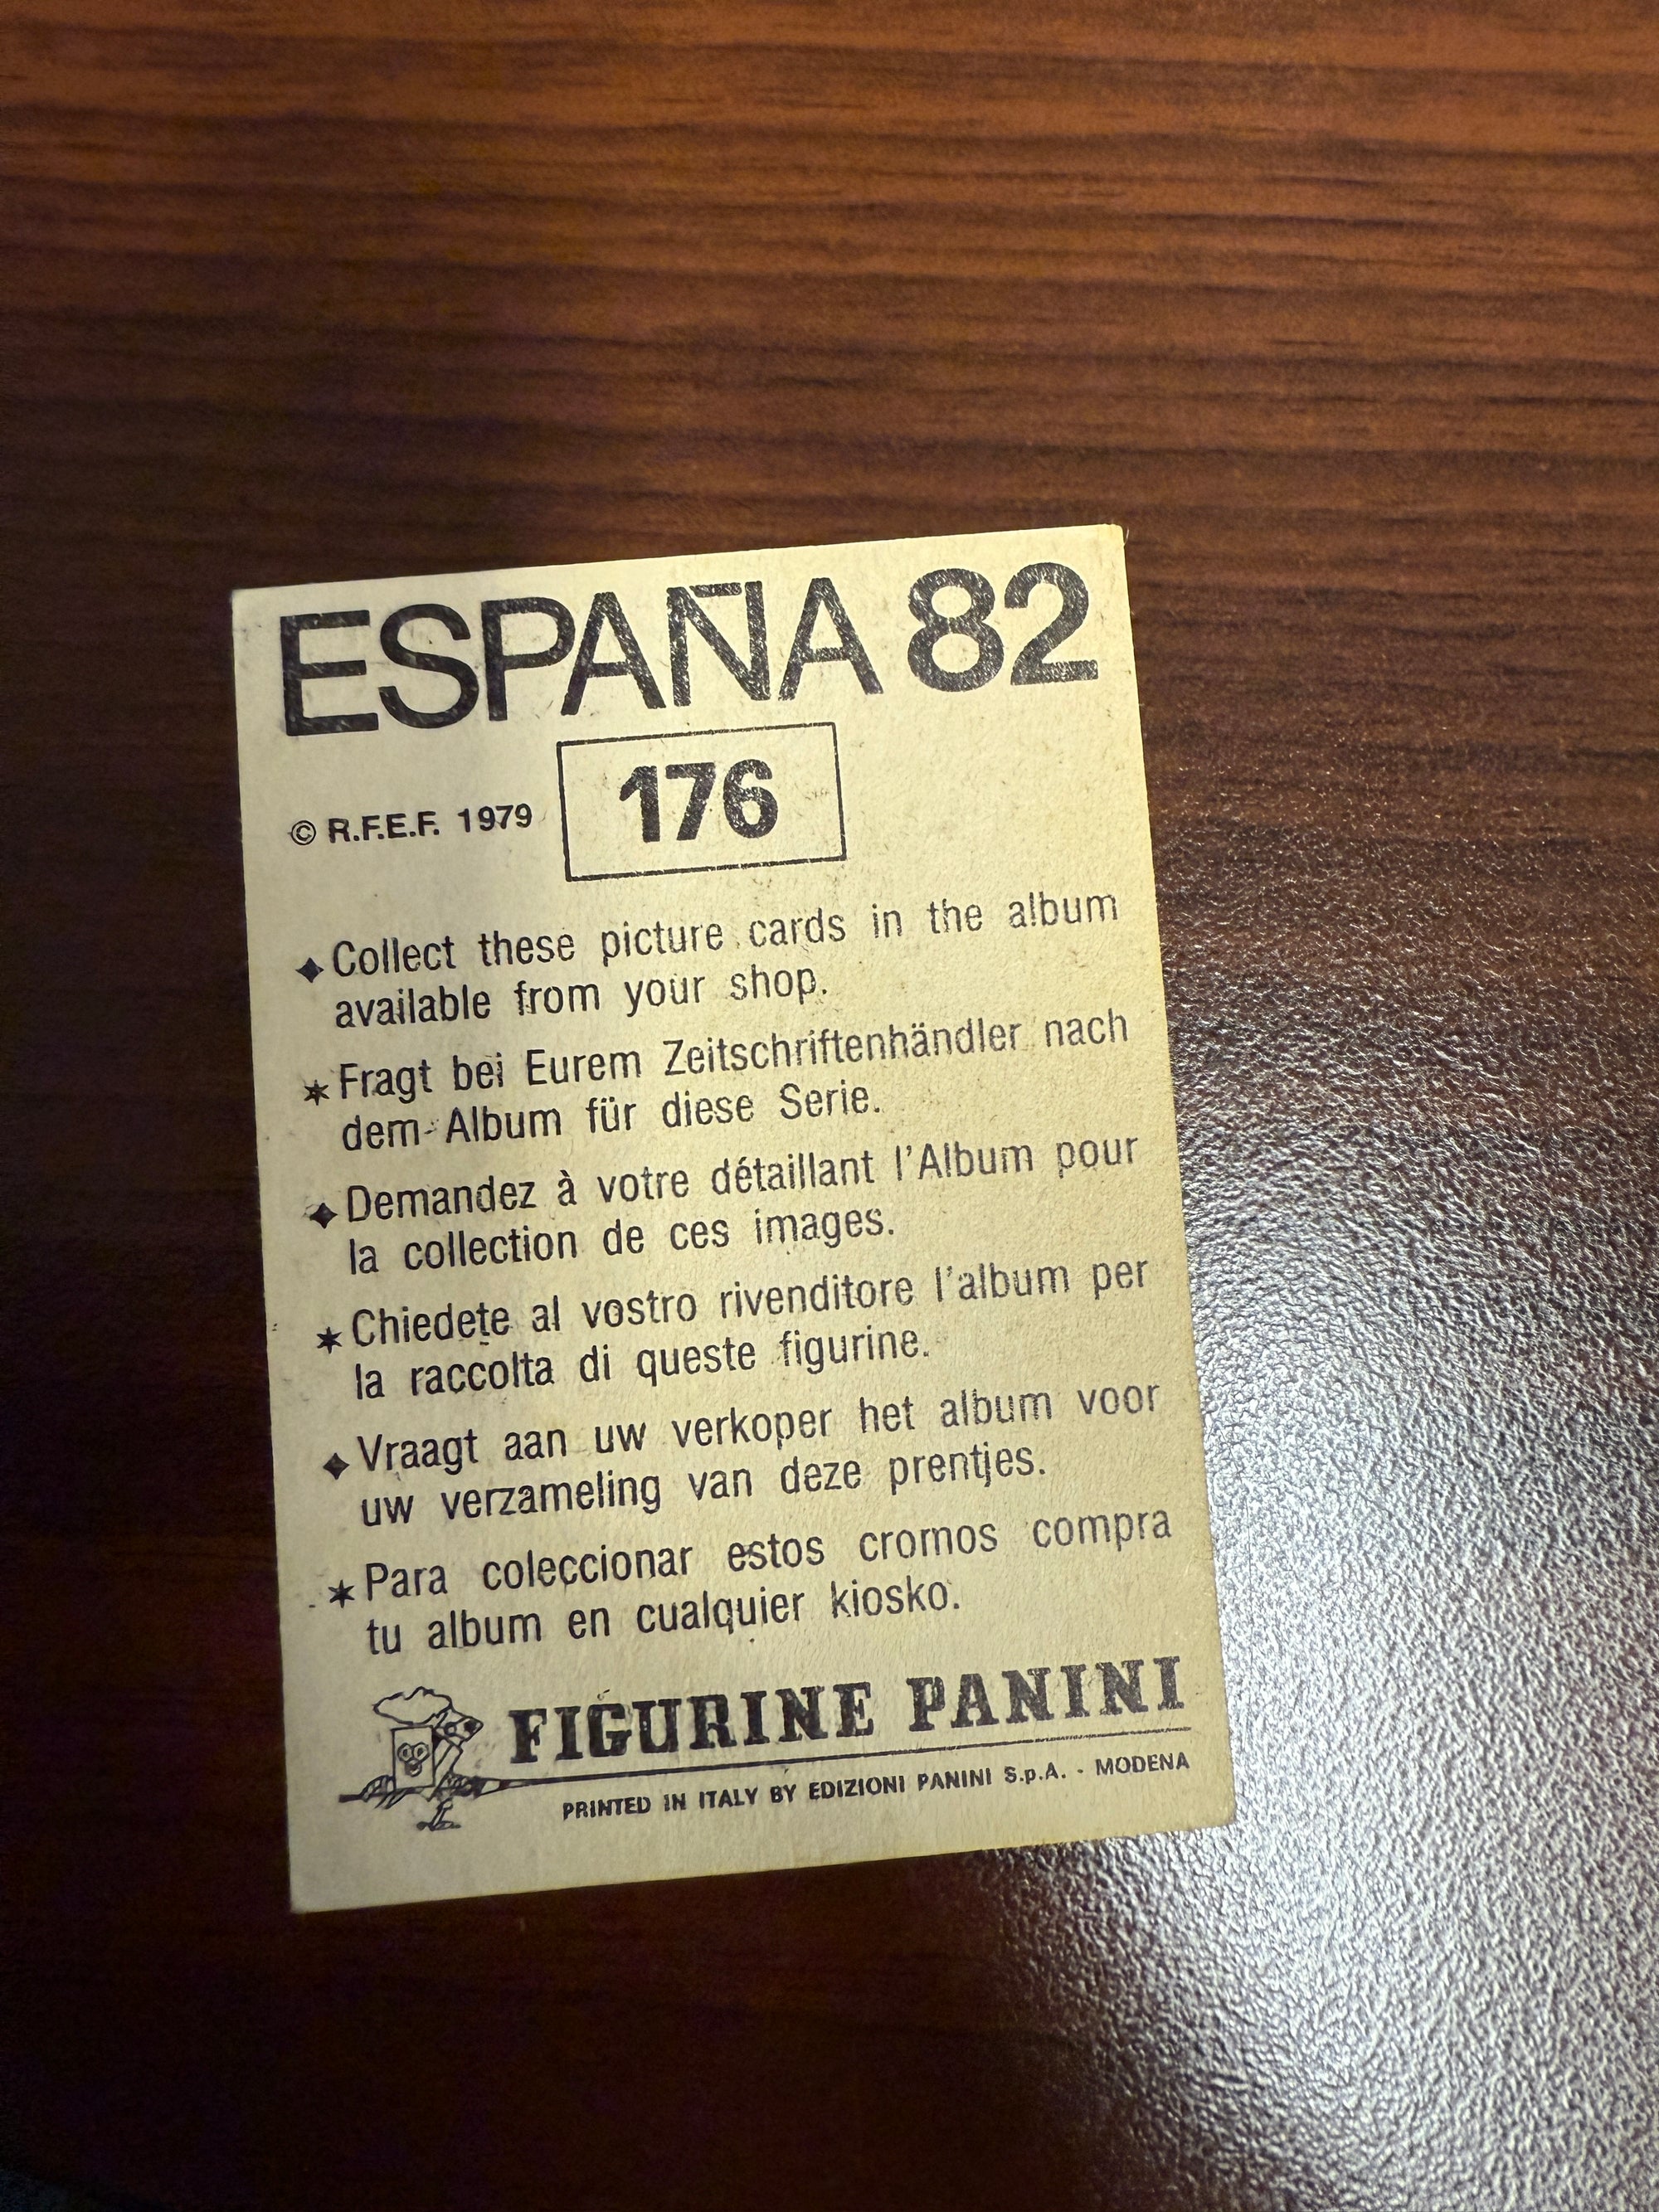 ESPAÑA 82
176
© R.F.E.F. 1979
◆ Collect these picture cards in the album
available from your shop.
★ Fragt bei Eurem Zeitschriftenhändler nach
dem Album für diese Serie.
◆ Demandez à votre détaillant l'Album pour
la collection de ces images.
★ Chiedete al vostro rivenditore l'album per
la raccolta di queste figurine.
◆ Vraagt aan uw verkoper het album voor
uw verzameling van deze prentjes.
★ Para coleccionar estos cromos compra
tu album en cualquier kiosko.
FIGURINE PANINI
PRINTED IN ITALY BY EDIZIONI PANINI S.p.A. - MODENA